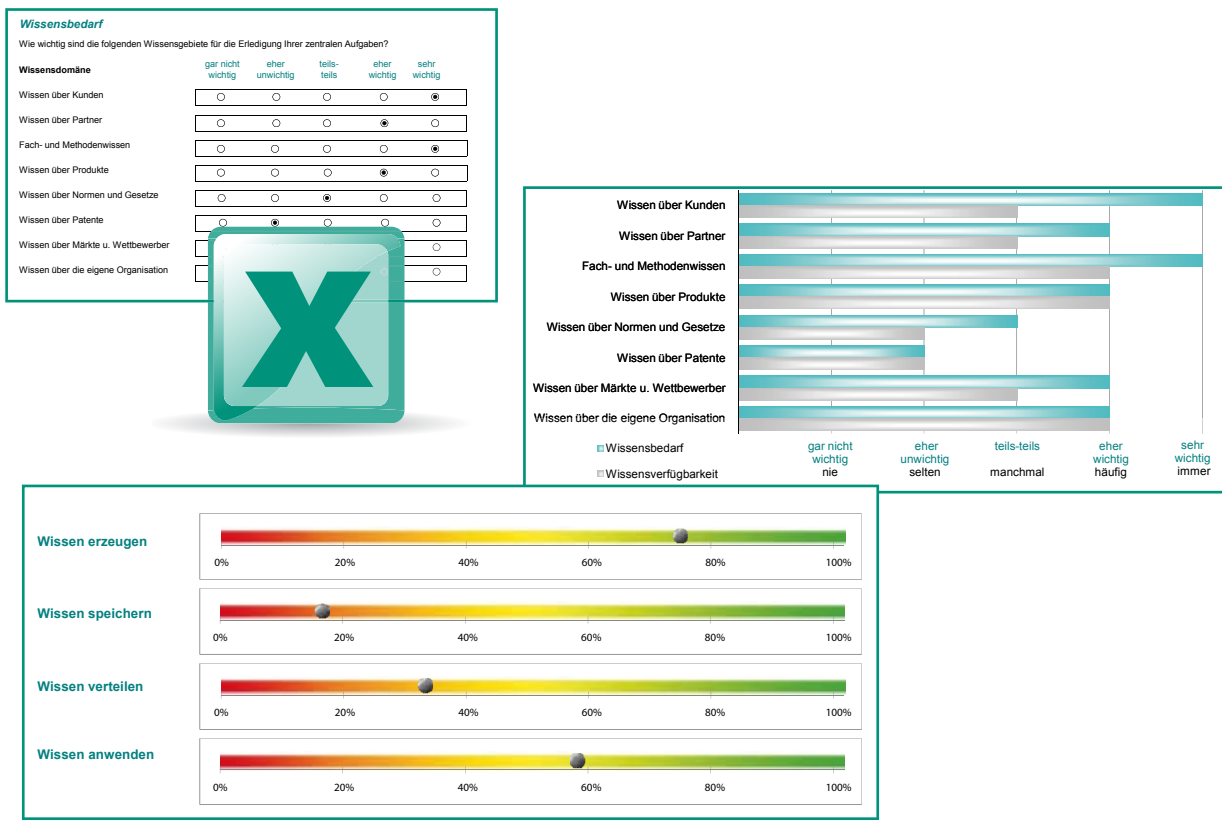 Wissensbedarf
Wie wichtig sind die folgenden Wissensgebiete für die Erledigung Ihrer zentralen Aufgaben?
Wissensdomäne
gar nicht wichtig
eher unwichtig
teils-teils
eher wichtig
sehr wichtig
Wissen über Kunden
Wissen über Partner
Fach- und Methodenwissen
Wissen über Produkte
Wissen über Normen und Gesetze
Wissen über Patente
Wissen über Märkte u. Wettbewerber
Wissen über die eigene Organisation
X
Wissen über Kunden
Wissen über Partner
Fach- und Methodenwissen
Wissen über Produkte
Wissen über Normen und Gesetze
Wissen über Patente
Wissen über Märkte u. Wettbewerber
Wissen über die eigene Organisation
Wissensbedarf
Wissensverfügbarkeit
gar nicht wichtig
nie
eher unwichtig
selten
teils-teils
manchmal
eher wichtig
häufig
sehr wichtig
immer
Wissen erzeugen
0% 20% 40% 60% 80% 100%
Wissen speichern
0% 20% 40% 60% 80% 100%
Wissen verteilen
0% 20% 40% 60% 80% 100%
Wissen anwenden
0% 20% 40% 60% 80% 100%